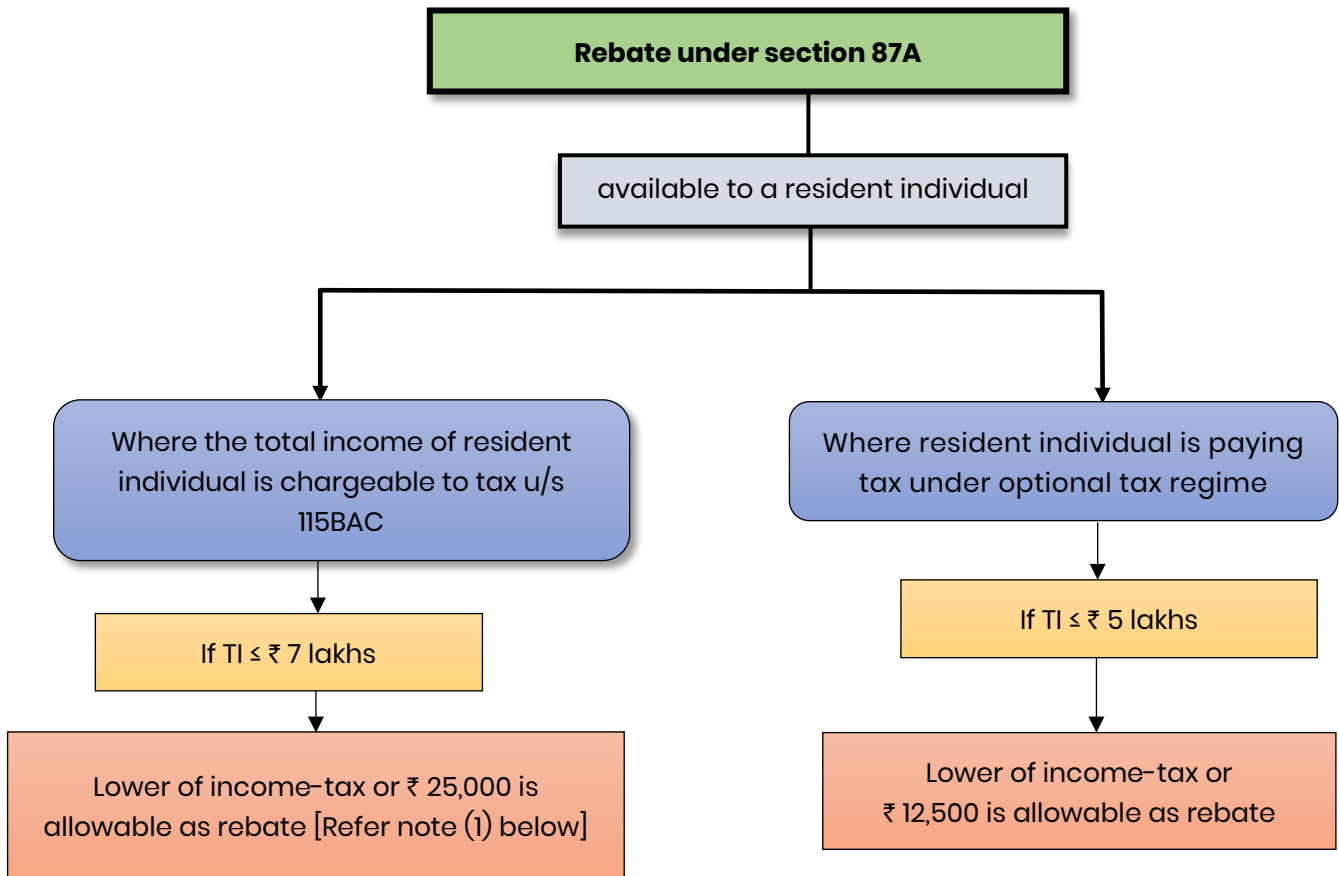 Rebate under section 87A
available to a resident individual
Where the total income of resident
individual is chargeable to tax u/s
115BAC
Where resident individual is paying
tax under optional tax regime
If TI ≤ ₹ 7 lakhs
If TI ≤ ₹ 5 lakhs
Lower of income-tax or ₹ 25,000 is
allowable as rebate [Refer note (1) below]
Lower of income-tax or
₹ 12,500 is allowable as rebate